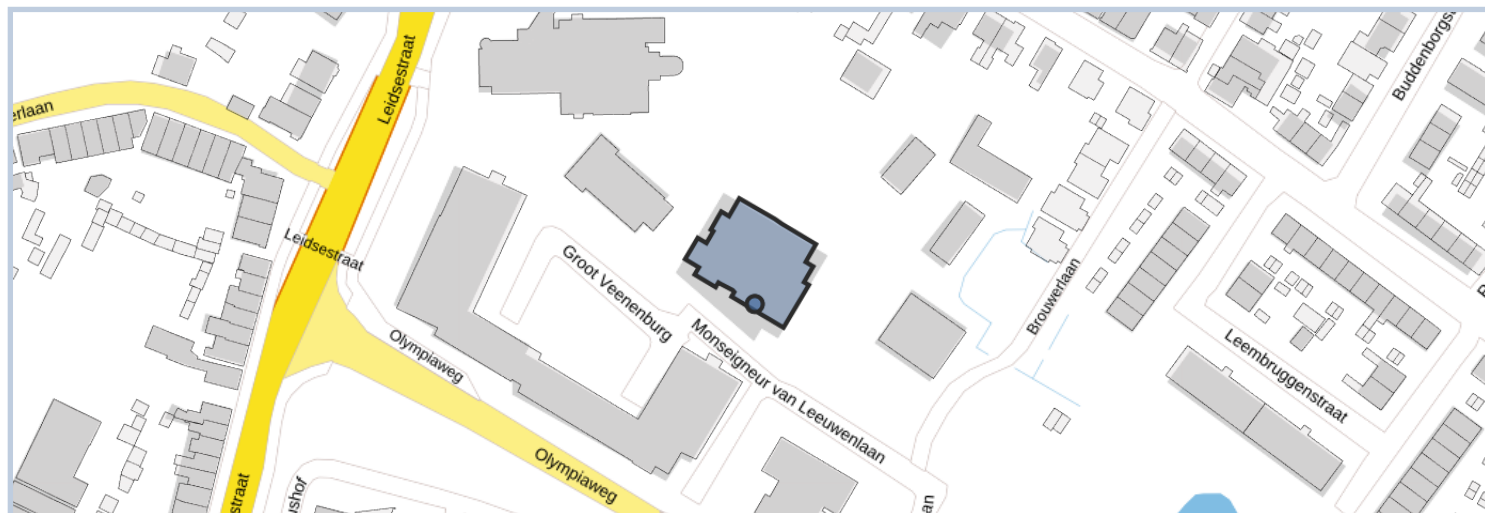 Leidsestraat
Buddenborgs
erlaan
Leidsestraat
Groot Veenenburg
Brouwerlaan
Monseigneur van Leeuwenlaan
Olympiaweg
Leembruggenstraat
Olympiaweg
straat
ushof
an